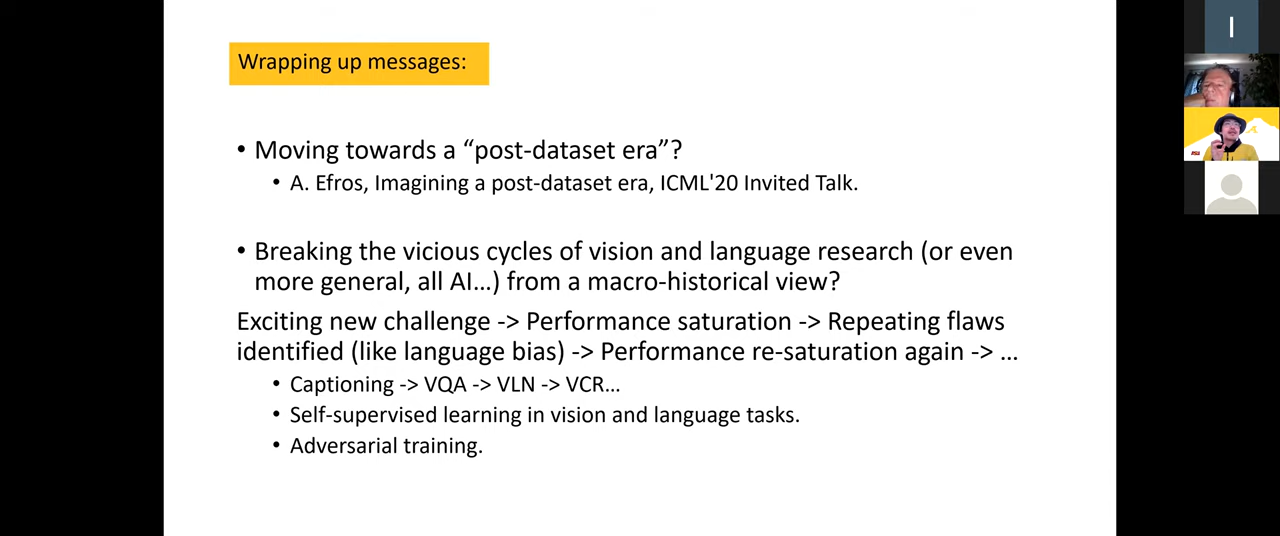 Wrapping up messages:
• Moving towards a “post-dataset era”?
• A. Efros, Imagining a post-dataset era, ICML'20 Invited Talk.
• Breaking the vicious cycles of vision and language research (or even
more general, all AI…) from a macro-historical view?
Exciting new challenge -> Performance saturation -> Repeating flaws
identified (like language bias) -> Performance re-saturation again -> …
• Captioning -> VQA -> VLN -> VCR…
• Self-supervised learning in vision and language tasks.
• Adversarial training.
I